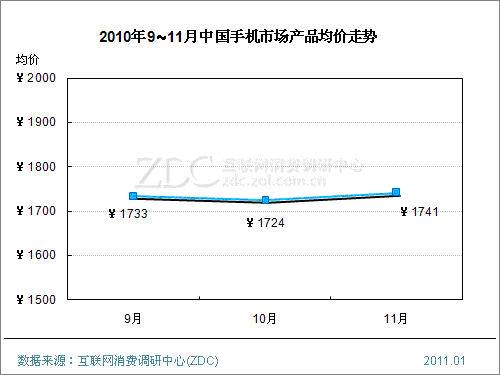 2010年9~11月中国手机市场产品均价走势
均价
¥ 2000
¥ 1900
¥ 1800
¥ 1700
¥ 1600
¥ 1500
ZDC 互联网消费调研中心
zdc.zol.com.cn
¥ 1733
¥ 1724
¥ 1741
9月 10月 11月
数据来源：互联网消费调研中心(ZDC) 2011.01